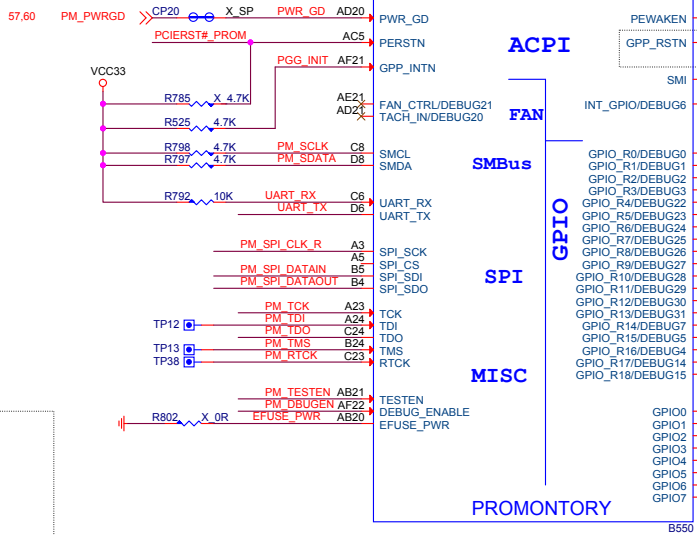 57,60 PM_PWRGD CP20 X_SP PWR_GD AD20 PWR_GD PEWAKEN
PCIERST#_PROM AC5 PERSTN ACPI GPP_RSTN
PGG_INIT AF21 GPP_INTN
VCC33 SMI
R785 X_4.7K AE21 FAN_CTRL/DEBUG21 FAN INT_GPIO/DEBUG6
AD21 TACH_IN/DEBUG20
R525 4.7K
R798 4.7K PM_SCLK C8 SMCL SMBus GPIO_R0/DEBUG0
R797 4.7K PM_SDATA D8 SMDA GPIO_R1/DEBUG1
GPIO_R2/DEBUG2
GPIO_R3/DEBUG3
R792 10K UART_RX C6 UART_RX GPIO GPIO_R4/DEBUG22
UART_TX D6 UART_TX GPIO_R5/DEBUG23
GPIO_R6/DEBUG24
GPIO_R7/DEBUG25
PM_SPI_CLK_R A3 SPI_SCK GPIO_R8/DEBUG26
A5 SPI_CS GPIO_R9/DEBUG27
PM_SPI_DATAIN B5 SPI_SDI SPI GPIO_R10/DEBUG28
PM_SPI_DATAOUT B4 SPI_SDO GPIO_R11/DEBUG29
GPIO_R12/DEBUG30
PM_TCK A23 TCK GPIO_R13/DEBUG31
TP12 PM_TDI A24 TDI GPIO_R14/DEBUG7
PM_TDO C24 TDO GPIO_R15/DEBUG5
TP13 PM_TMS B24 TMS GPIO_R16/DEBUG4
TP38 PM_RTCK C23 RTCK GPIO_R17/DEBUG14
MISC GPIO_R18/DEBUG15
PM_TESTEN AB21 TESTEN
PM_DBUGEN AF22 DEBUG_ENABLE GPIO0
R802 X_0R EFUSE_PWR AB20 EFUSE_PWR GPIO1
GPIO2
GPIO3
GPIO4
GPIO5
GPIO6
GPIO7
PROMONTORY
B550